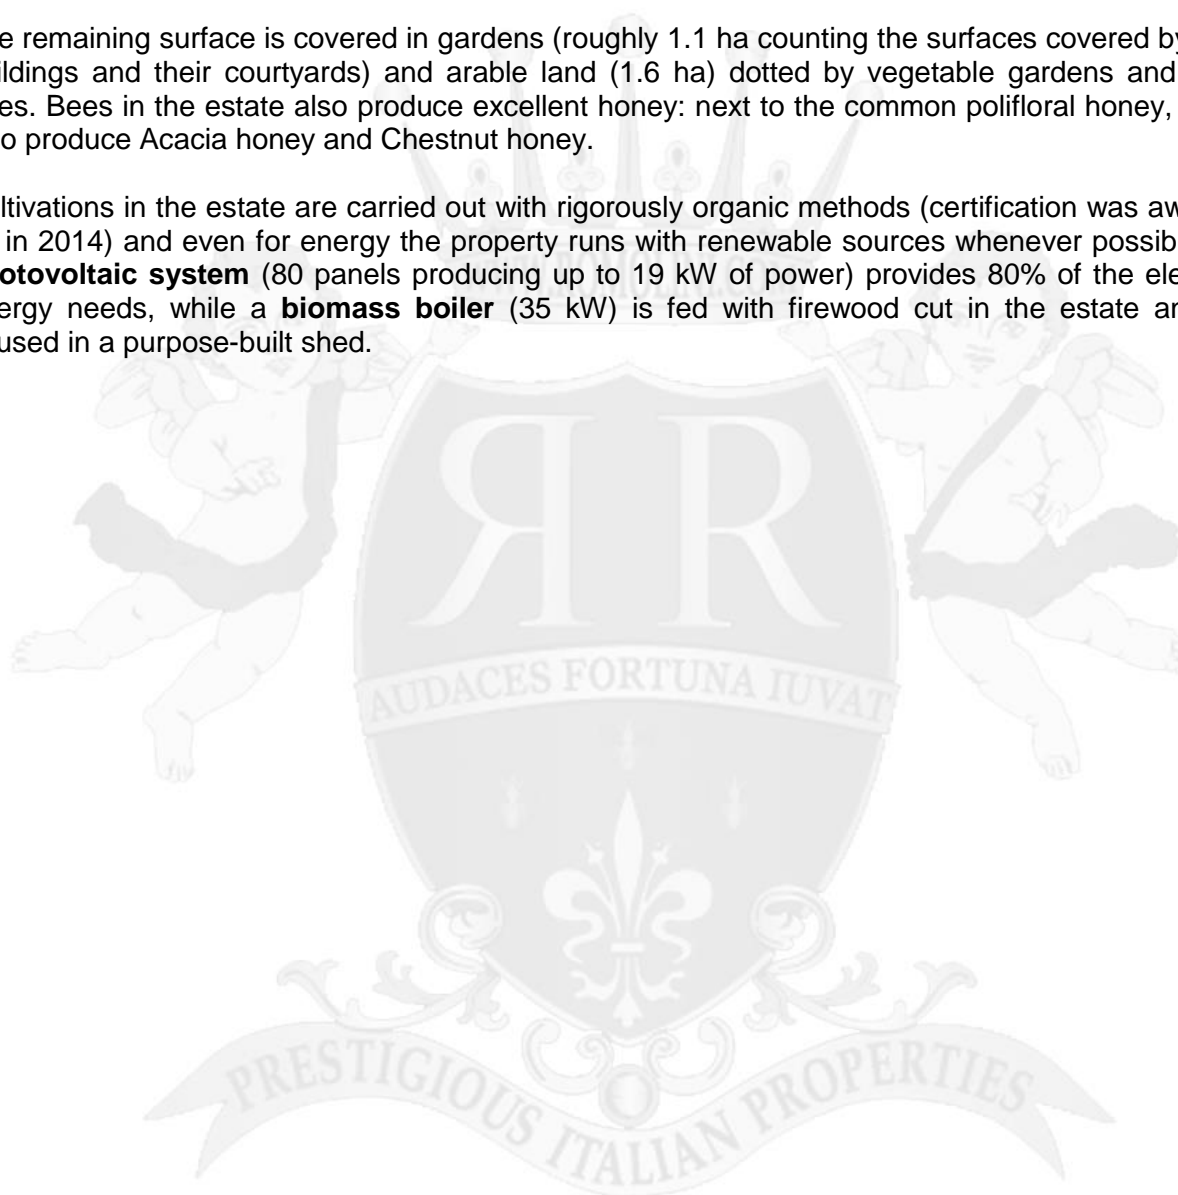 e remaining surface is covered in gardens (roughly 1.1 ha counting the surfaces covered by
ildings and their courtyards) and arable land (1.6 ha) dotted by vegetable gardens and
es. Bees in the estate also produce excellent honey: next to the common polifloral honey,
o produce Acacia honey and Chestnut honey.
ltivations in the estate are carried out with rigorously organic methods (certification was aw
in 2014) and even for energy the property runs with renewable sources whenever possib
otovoltaic system (80 panels producing up to 19 kW of power) provides 80% of the ele
ergy needs, while a biomass boiler (35 kW) is fed with firewood cut in the estate an
used in a purpose-built shed.
WWW.ROMOLINI.COM
R R
AUDACES FORTUNA IUVAT
PRESTIGIOUS ITALIAN PROPERTIES